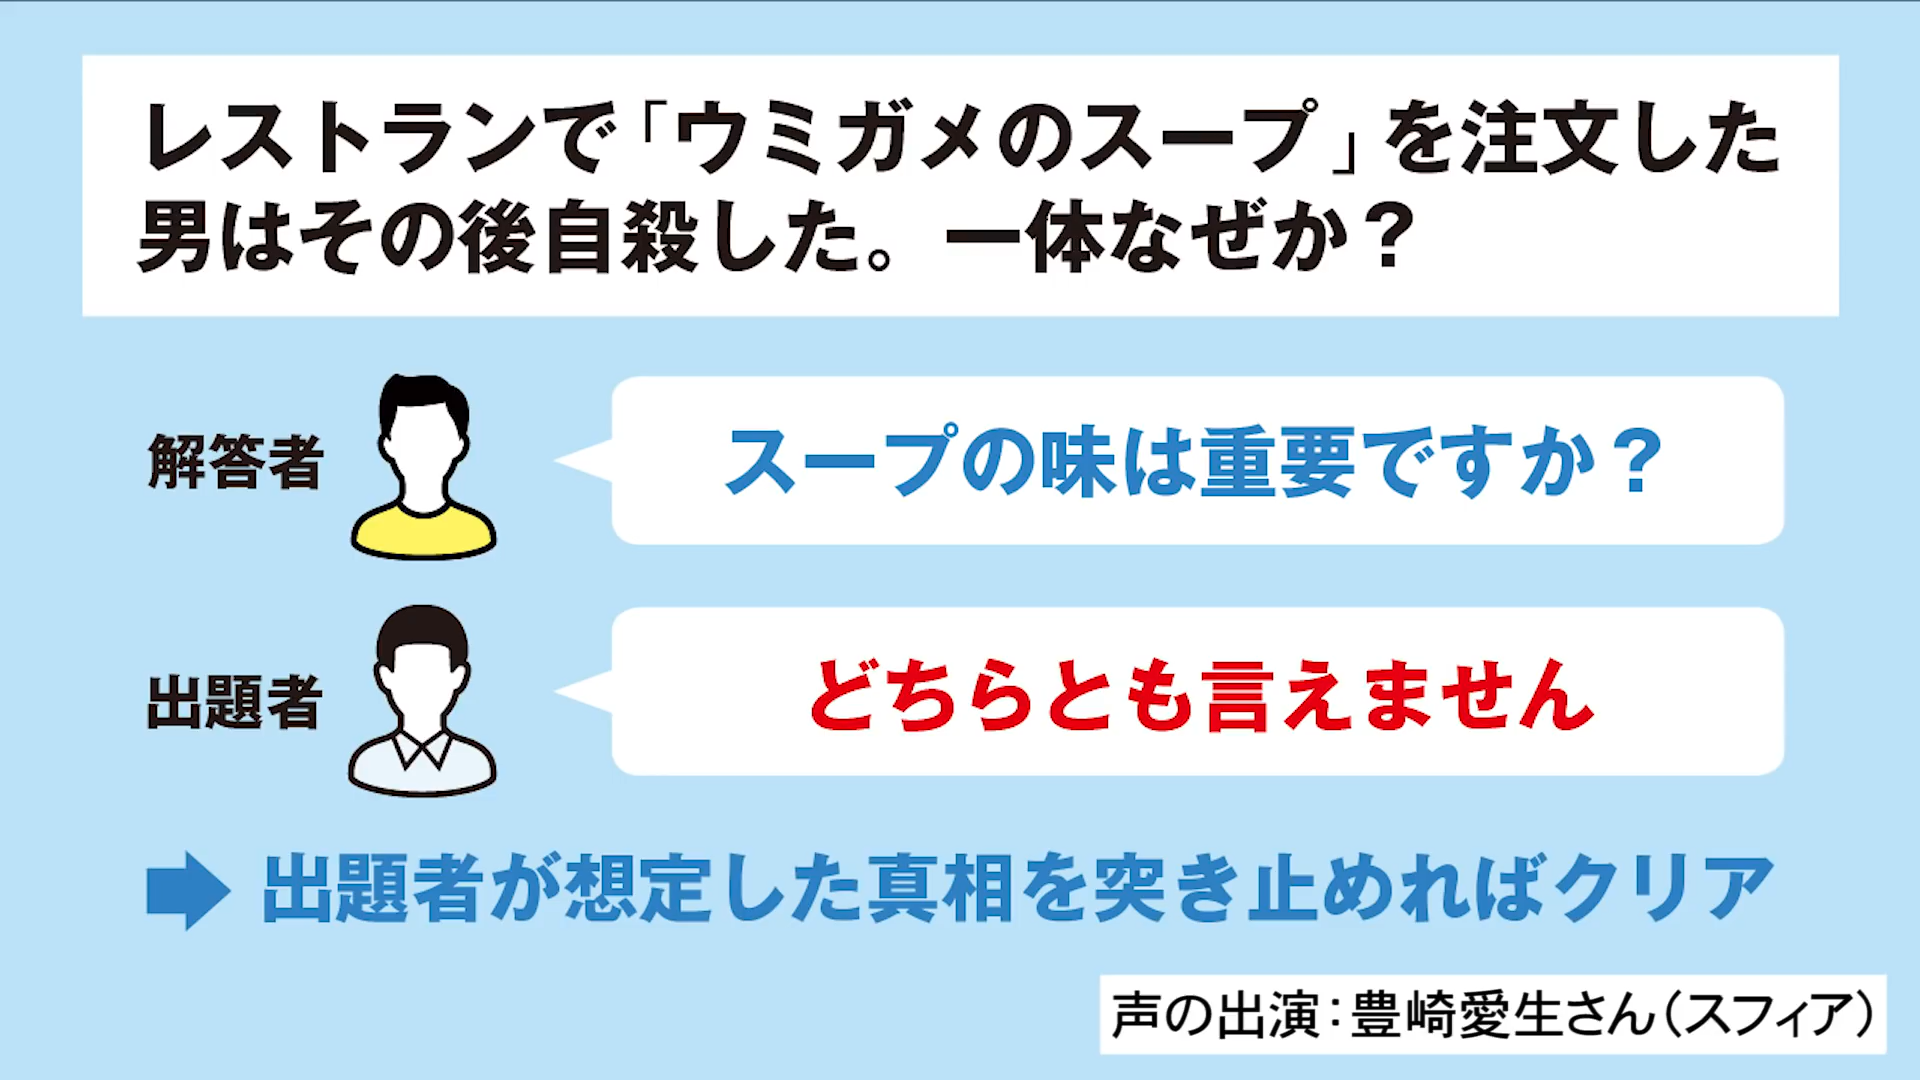 レストランで「ウミガメのスープ」を注文した
男はその後自殺した。一体なぜか？
解答者
スープの味は重要ですか？
出題者
どちらとも言えません
出題者が想定した真相を突き止めればクリア
声の出演：豊崎愛生さん（スフィア）